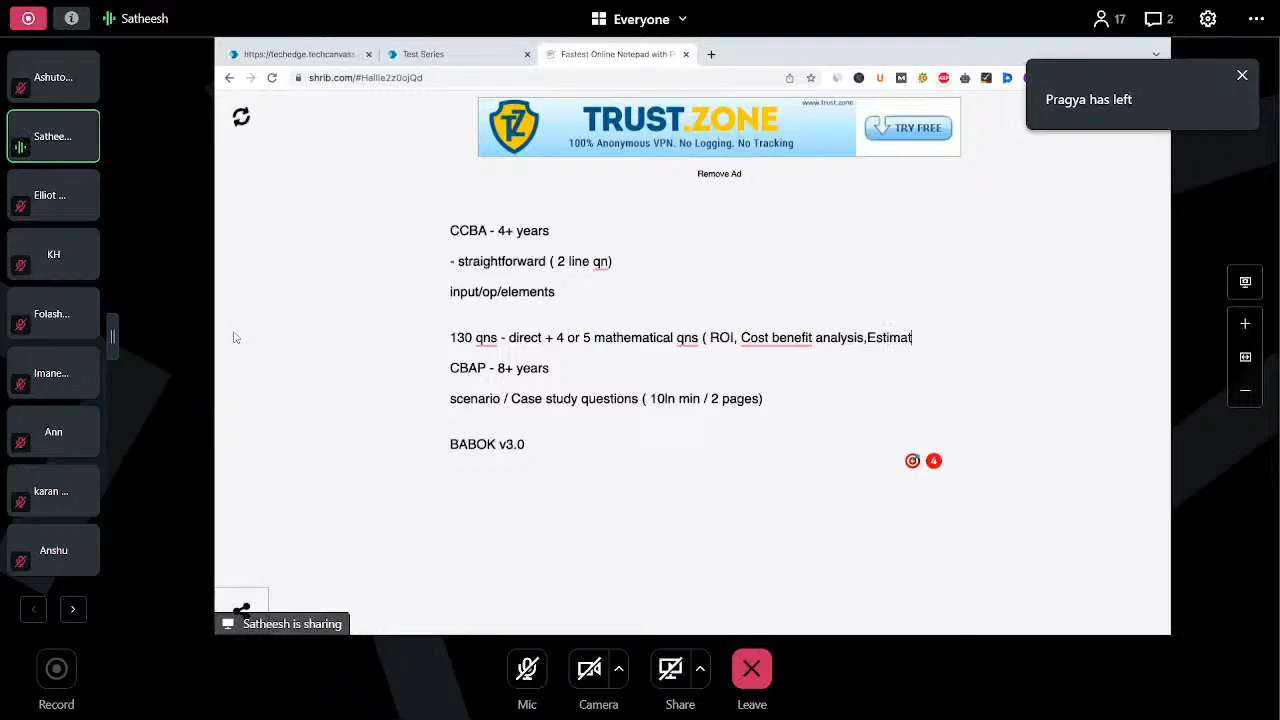 Satheesh
Everyone
17
2
Ashuto...
Sathee...
Elliot ...
KH
Folash...
Imane...
Ann
karan ...
Anshu
https://techedge.techcanvass.
Test Series
Fastest Online Notepad with P
shrib.com/#Hallie2z0ojQd
Pragya has left
TRUST.ZONE
www.trust.zone
100% Anonymous VPN. No Logging. No Tracking
TRY FREE
Remove Ad
CCBA - 4+ years
- straightforward ( 2 line qn)
input/op/elements
130 qns - direct + 4 or 5 mathematical qns ( ROI, Cost benefit analysis,Estimat
CBAP - 8+ years
scenario / Case study questions ( 10ln min / 2 pages)
BABOK v3.0
4
Satheesh is sharing
Record
Mic
Camera
Share
Leave